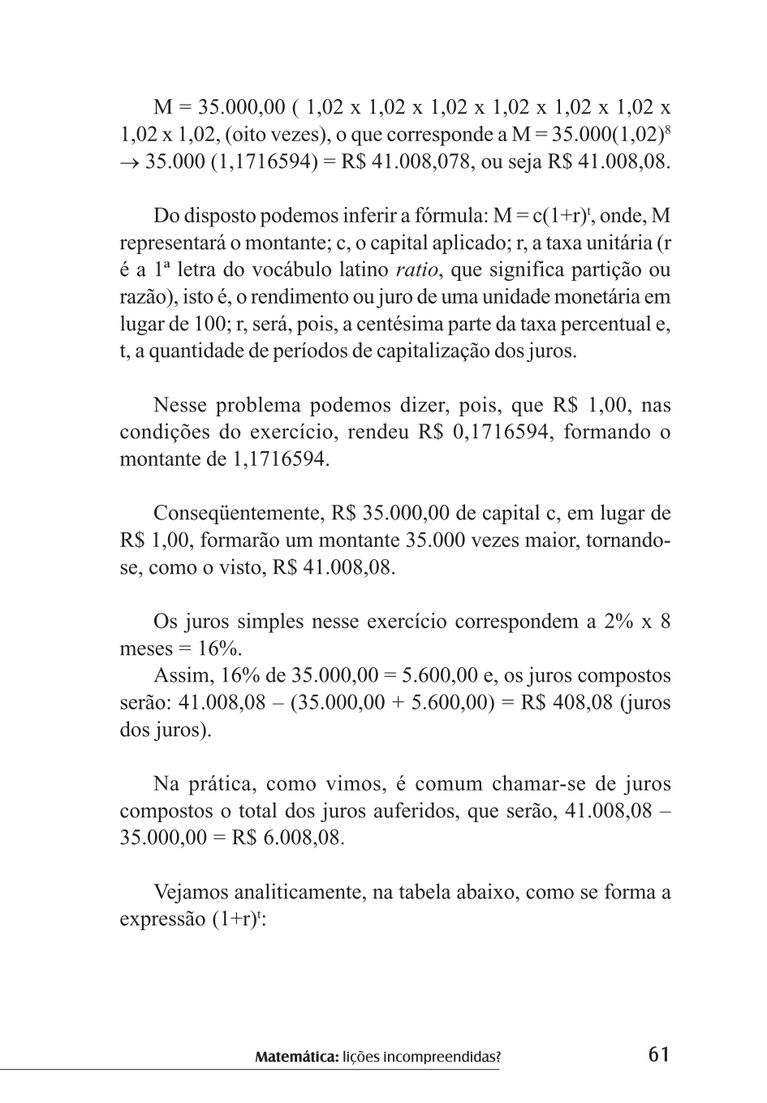 M = 35.000,00 ( 1,02 x 1,02 x 1,02 x 1,02 x 1,02 x 1,02 x
1,02 x 1,02, (oito vezes), o que corresponde a M = 35.000(1,02)⁸
→ 35.000 (1,1716594) = R$ 41.008,078, ou seja R$ 41.008,08.
Do disposto podemos inferir a fórmula: M = c(1+r)ᵗ, onde, M
representará o montante; c, o capital aplicado; r, a taxa unitária (r
é a 1ª letra do vocábulo latino ratio, que significa partição ou
razão), isto é, o rendimento ou juro de uma unidade monetária em
lugar de 100; r, será, pois, a centésima parte da taxa percentual e,
t, a quantidade de períodos de capitalização dos juros.
Nesse problema podemos dizer, pois, que R$ 1,00, nas
condições do exercício, rendeu R$ 0,1716594, formando o
montante de 1,1716594.
Conseqüentemente, R$ 35.000,00 de capital c, em lugar de
R$ 1,00, formarão um montante 35.000 vezes maior, tornando-
se, como o visto, R$ 41.008,08.
Os juros simples nesse exercício correspondem a 2% x 8
meses = 16%.
Assim, 16% de 35.000,00 = 5.600,00 e, os juros compostos
serão: 41.008,08 – (35.000,00 + 5.600,00) = R$ 408,08 (juros
dos juros).
Na prática, como vimos, é comum chamar-se de juros
compostos o total dos juros auferidos, que serão, 41.008,08 –
35.000,00 = R$ 6.008,08.
Vejamos analiticamente, na tabela abaixo, como se forma a
expressão (1+r)ᵗ:
Matemática: lições incompreendidas? 61